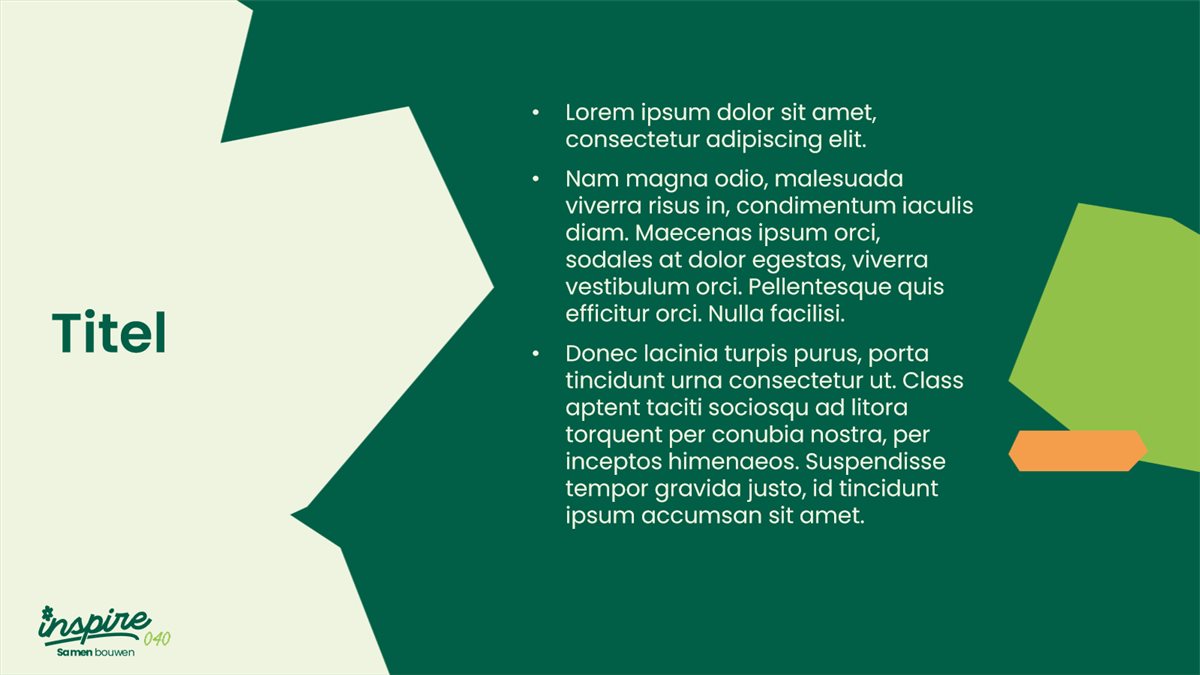 Titel
• Lorem ipsum dolor sit amet,
consectetur adipiscing elit.
• Nam magna odio, malesuada
viverra risus in, condimentum iaculis
diam. Maecenas ipsum orci,
sodales at dolor egestas, viverra
vestibulum orci. Pellentesque quis
efficitur orci. Nulla facilisi.
• Donec lacinia turpis purus, porta
tincidunt urna consectetur ut. Class
aptent taciti sociosqu ad litora
torquent per conubia nostra, per
inceptos himenaeos. Suspendisse
tempor gravida justo, id tincidunt
ipsum accumsan sit amet.
inspire
040
Samen bouwen